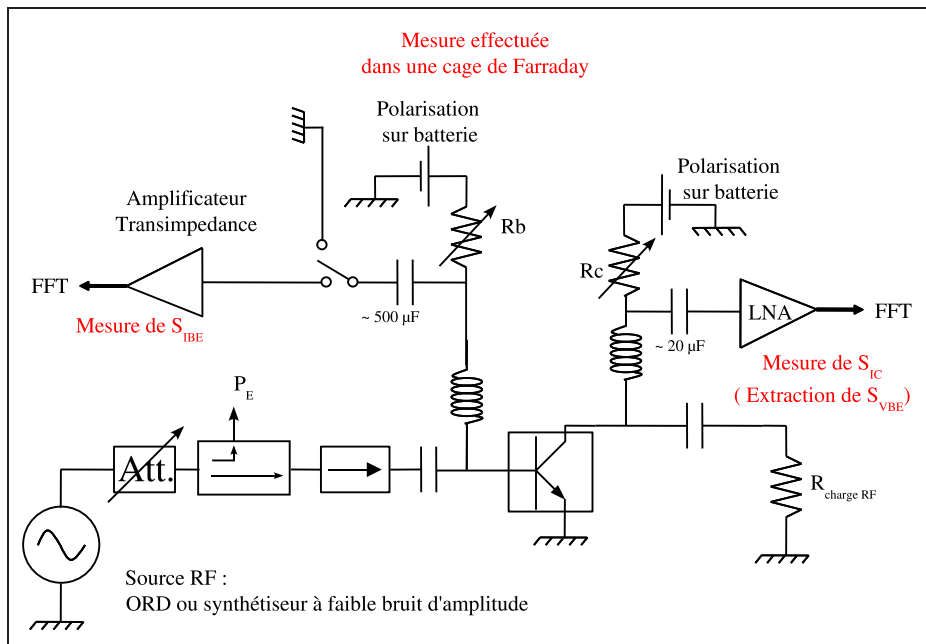 Mesure effectuée
dans une cage de Farraday
Polarisation
sur batterie
Polarisation
sur batterie
Amplificateur
Transimpedance
Rb
Rc
FFT
LNA
FFT
~ 500 µF
~ 20 µF
Mesure de SIBE
Mesure de SIC
( Extraction de SVBE)
PE
Att.
Rcharge RF
Source RF :
ORD ou synthétiseur à faible bruit d'amplitude